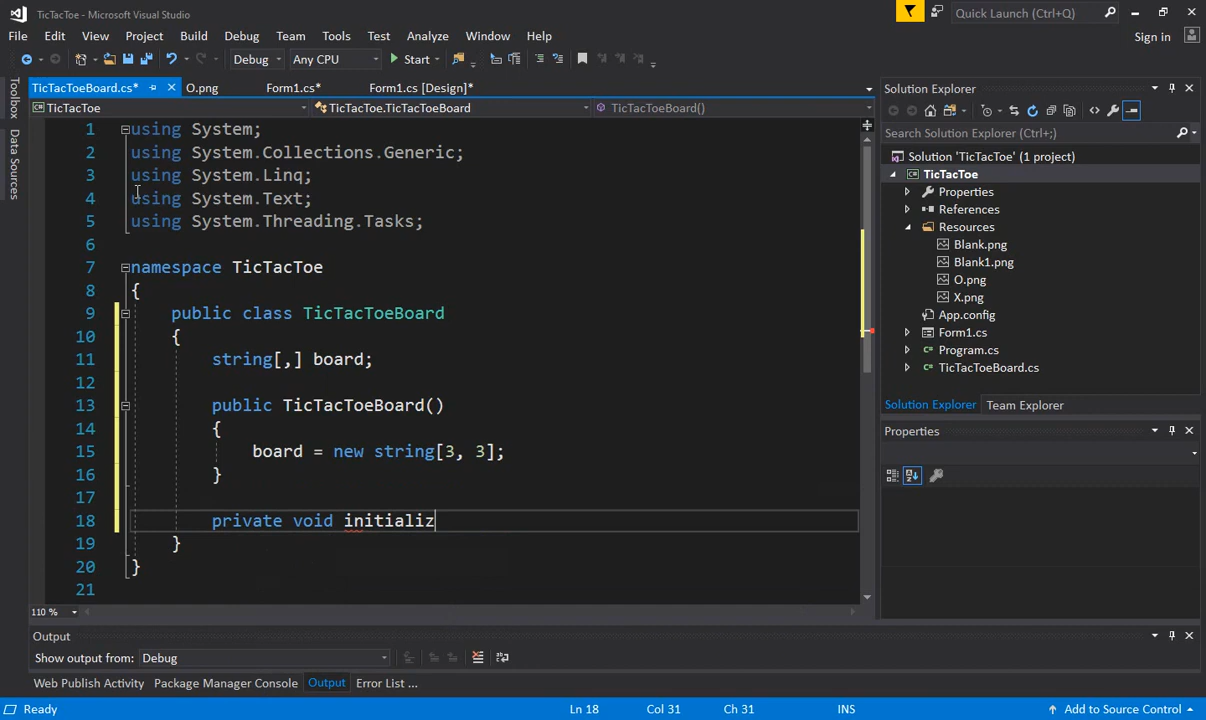 TicTacToe - Microsoft Visual Studio
Quick Launch (Ctrl+;)
File Edit View Project Build Debug Team Tools Test Analyze Window Help
Sign in
Debug Any CPU Start
Toolbox
Data Sources
TicTacToeBoard.cs* O.png Form1.cs* Form1.cs [Design]*
TicTacToe TicTacToe.TicTacToeBoard TicTacToeBoard()
1 using System;
2 using System.Collections.Generic;
3 using System.Linq;
4 using System.Text;
5 using System.Threading.Tasks;
6
7 namespace TicTacToe
8 {
9 public class TicTacToeBoard
10 {
11 string[,] board;
12
13 public TicTacToeBoard()
14 {
15 board = new string[3, 3];
16 }
17
18 private void initializ
19 }
20 }
21
110 %
Solution Explorer
Search Solution Explorer (Ctrl+;)
Solution 'TicTacToe' (1 project)
TicTacToe
Properties
References
Resources
Blank.png
Blank1.png
O.png
X.png
App.config
Form1.cs
Program.cs
TicTacToeBoard.cs
Solution Explorer Team Explorer
Properties
Output
Show output from: Debug
Web Publish Activity Package Manager Console Output Error List ...
Ready Ln 18 Col 31 Ch 31 INS Add to Source Control